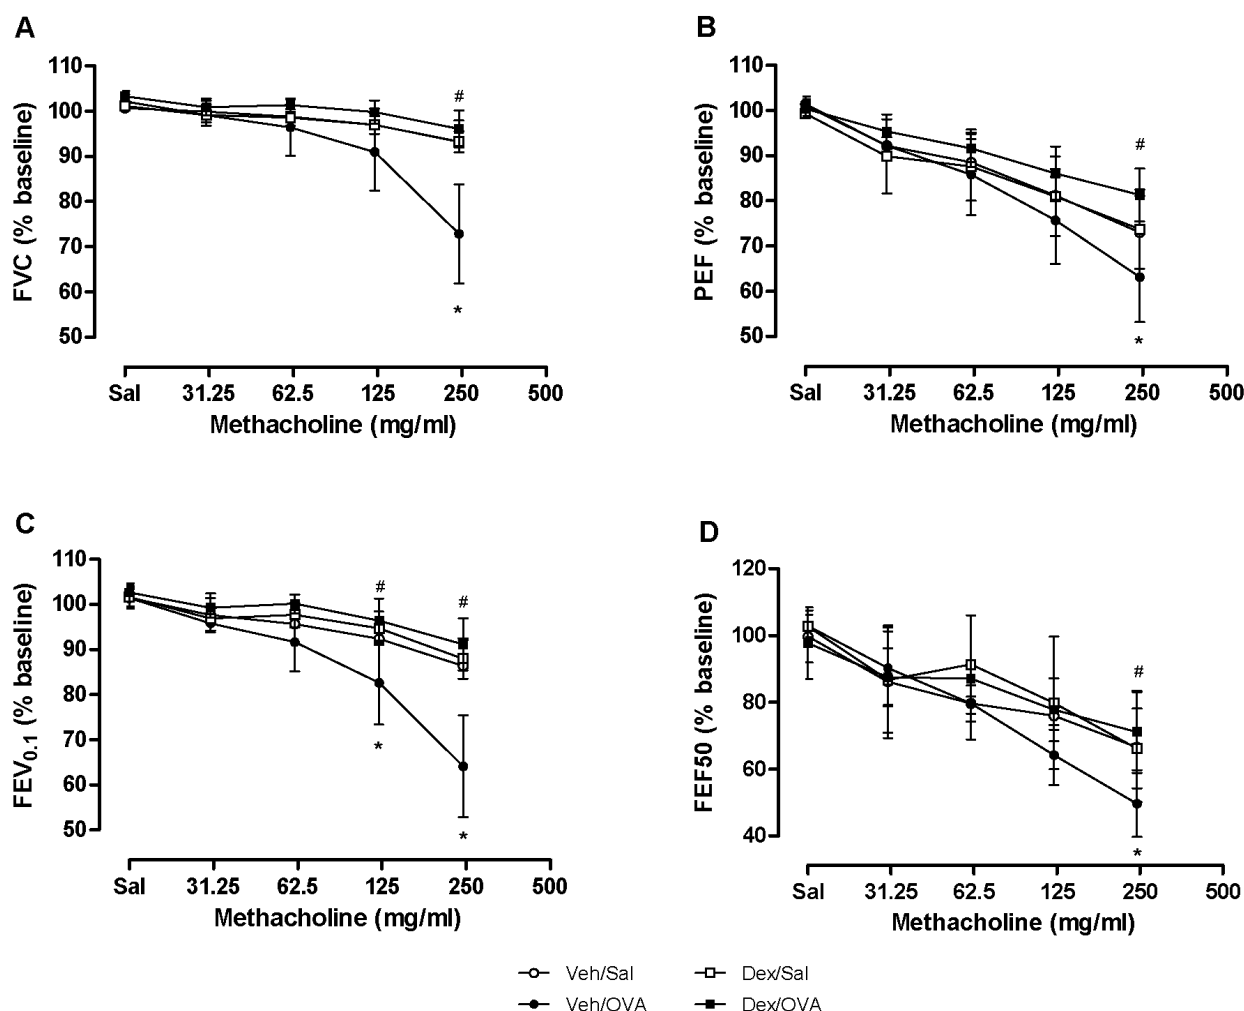 A
110
100
90
80
70
60
50
FVC (% baseline)
#
*
Sal 31.25 62.5 125 250 500
Methacholine (mg/ml)
B
110
100
90
80
70
60
50
PEF (% baseline)
#
*
Sal 31.25 62.5 125 250 500
Methacholine (mg/ml)
C
110
100
90
80
70
60
50
FEV0.1 (% baseline)
# #
*
*
Sal 31.25 62.5 125 250 500
Methacholine (mg/ml)
D
120
100
80
60
40
FEF50 (% baseline)
#
*
Sal 31.25 62.5 125 250 500
Methacholine (mg/ml)
Veh/Sal Dex/Sal
Veh/OVA Dex/OVA